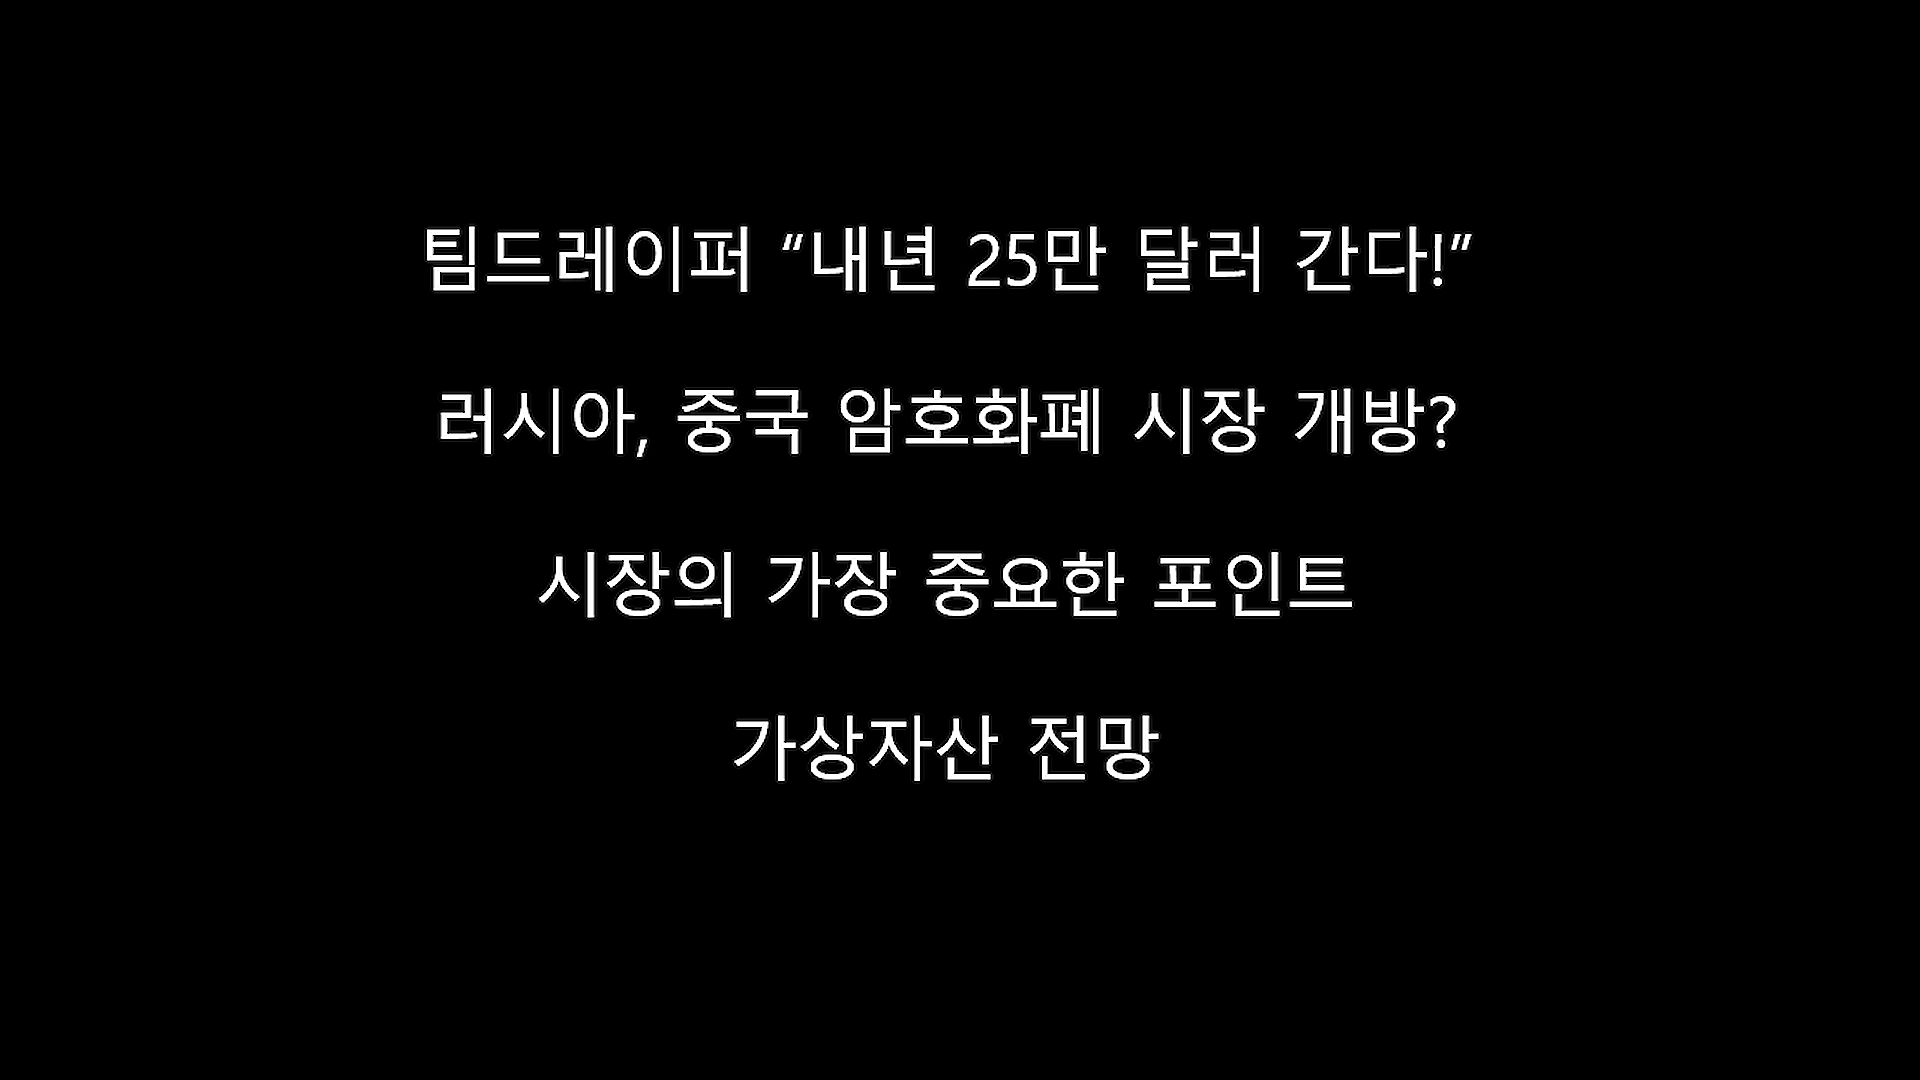 팀드레이퍼 “내년 25만 달러 간다!”
러시아, 중국 암호화폐 시장 개방?
시장의 가장 중요한 포인트
가상자산 전망